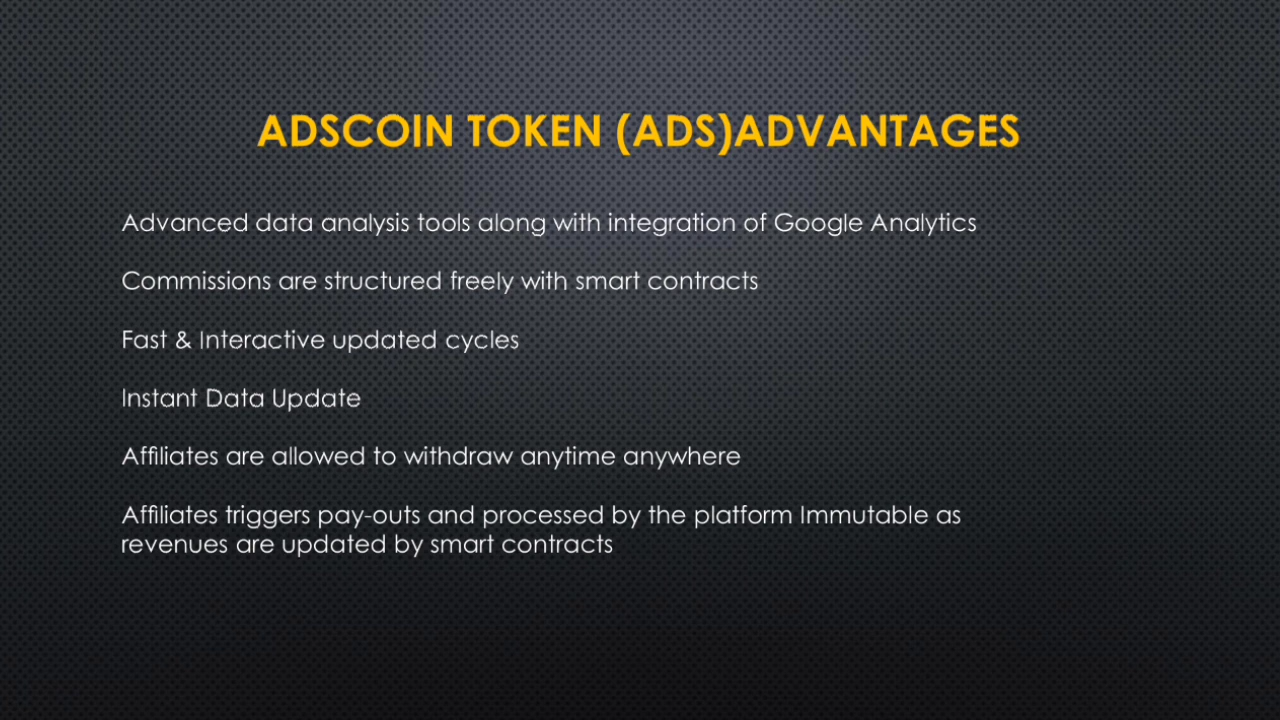 ADSCOIN TOKEN (ADS)ADVANTAGES
Advanced data analysis tools along with integration of Google Analytics
Commissions are structured freely with smart contracts
Fast & Interactive updated cycles
Instant Data Update
Affiliates are allowed to withdraw anytime anywhere
Affiliates triggers pay-outs and processed by the platform Immutable as
revenues are updated by smart contracts